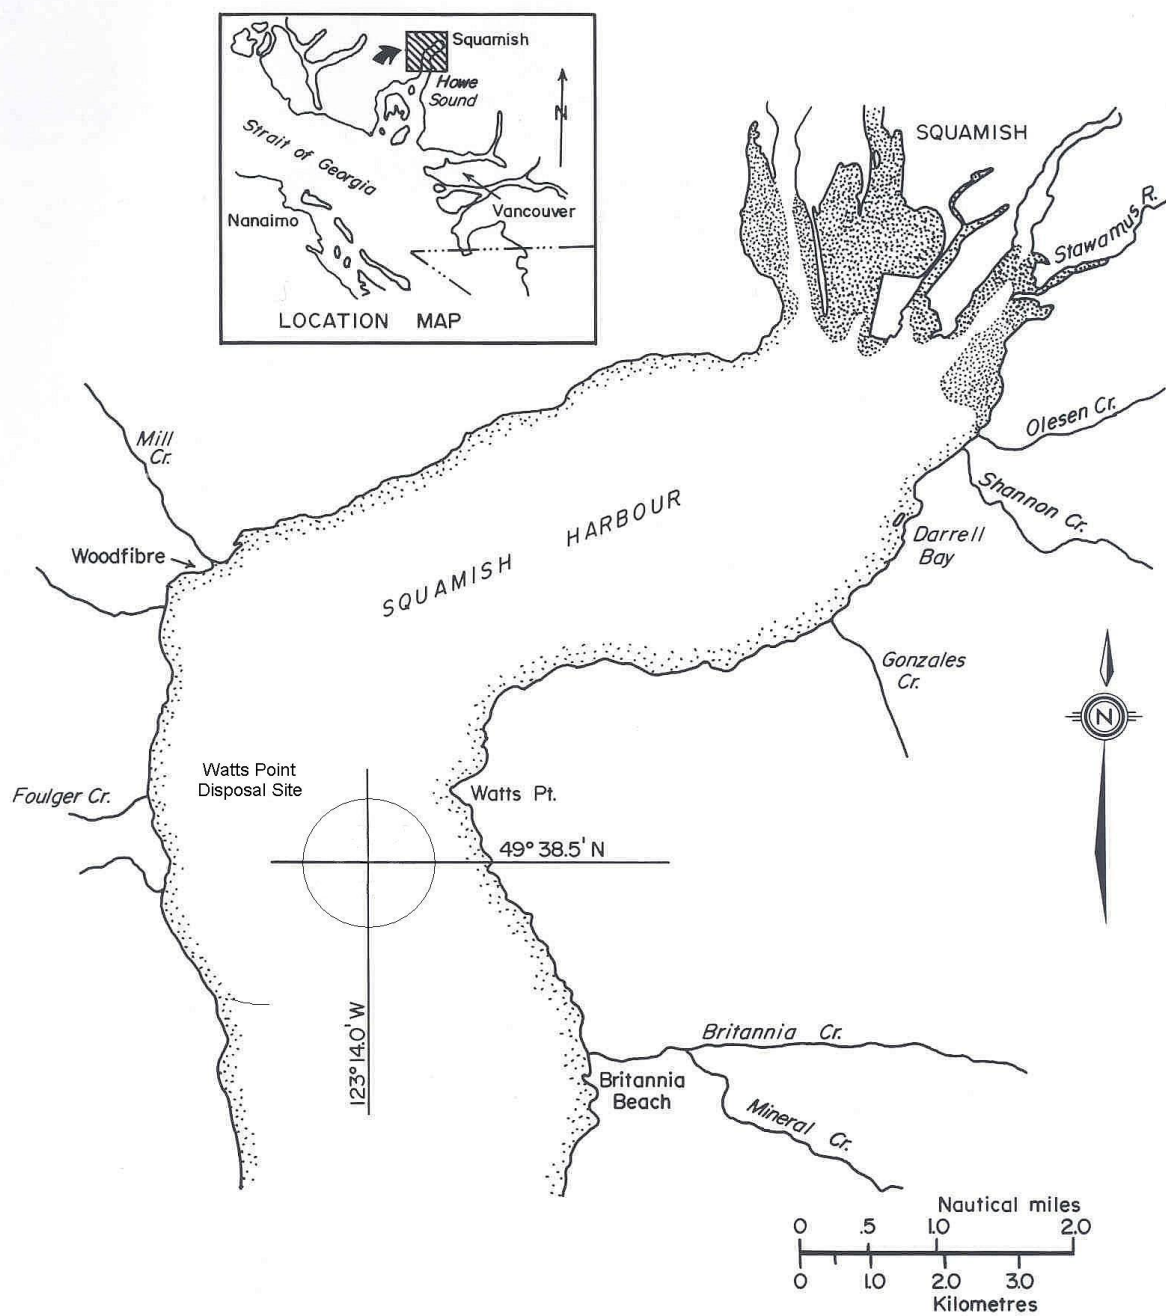 Squamish
Howe
Sound
N
Strait of Georgia
Nanaimo
Vancouver
LOCATION MAP
SQUAMISH
Stawamus R.
Olesen Cr.
Mill
Cr.
Shannon Cr.
SQUAMISH HARBOUR
Darrell
Bay
Woodfibre
Gonzales
Cr.
N
Watts Point
Disposal Site
Foulger Cr.
Watts Pt.
49° 38.5' N
123° 14.0' W
Britannia Cr.
Britannia
Beach
Mineral Cr.
Nautical miles
0 .5 1.0 2.0
0 1.0 2.0 3.0
Kilometres